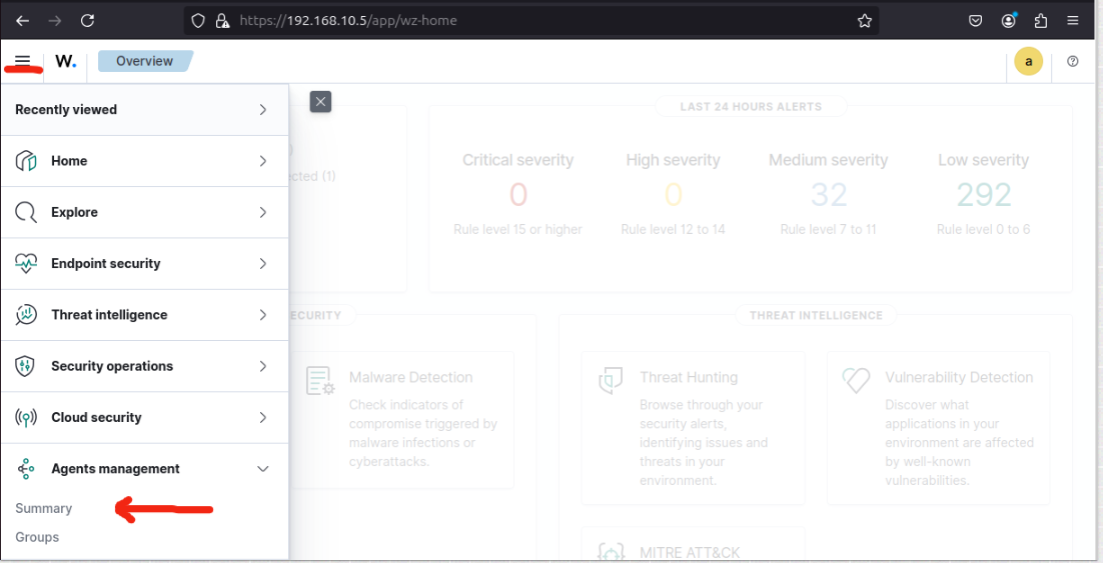 https://192.168.10.5/app/wz-home
W. Overview a
Recently viewed
Home
Explore
Endpoint security
Threat intelligence
Security operations
Cloud security
Agents management
Summary
Groups
LAST 24 HOURS ALERTS
Critical severity High severity Medium severity Low severity
0 0 32 292
Rule level 15 or higher Rule level 12 to 14 Rule level 7 to 11 Rule level 0 to 6
(1)
THREAT INTELLIGENCE
Malware Detection
Check indicators of
compromise triggered by
malware infections or
cyberattacks.
Threat Hunting
Browse through your
security alerts,
identifying issues and
threats in your
environment.
Vulnerability Detection
Discover what
applications in your
environment are affected
by well-known
vulnerabilities.
MITRE ATT&CK